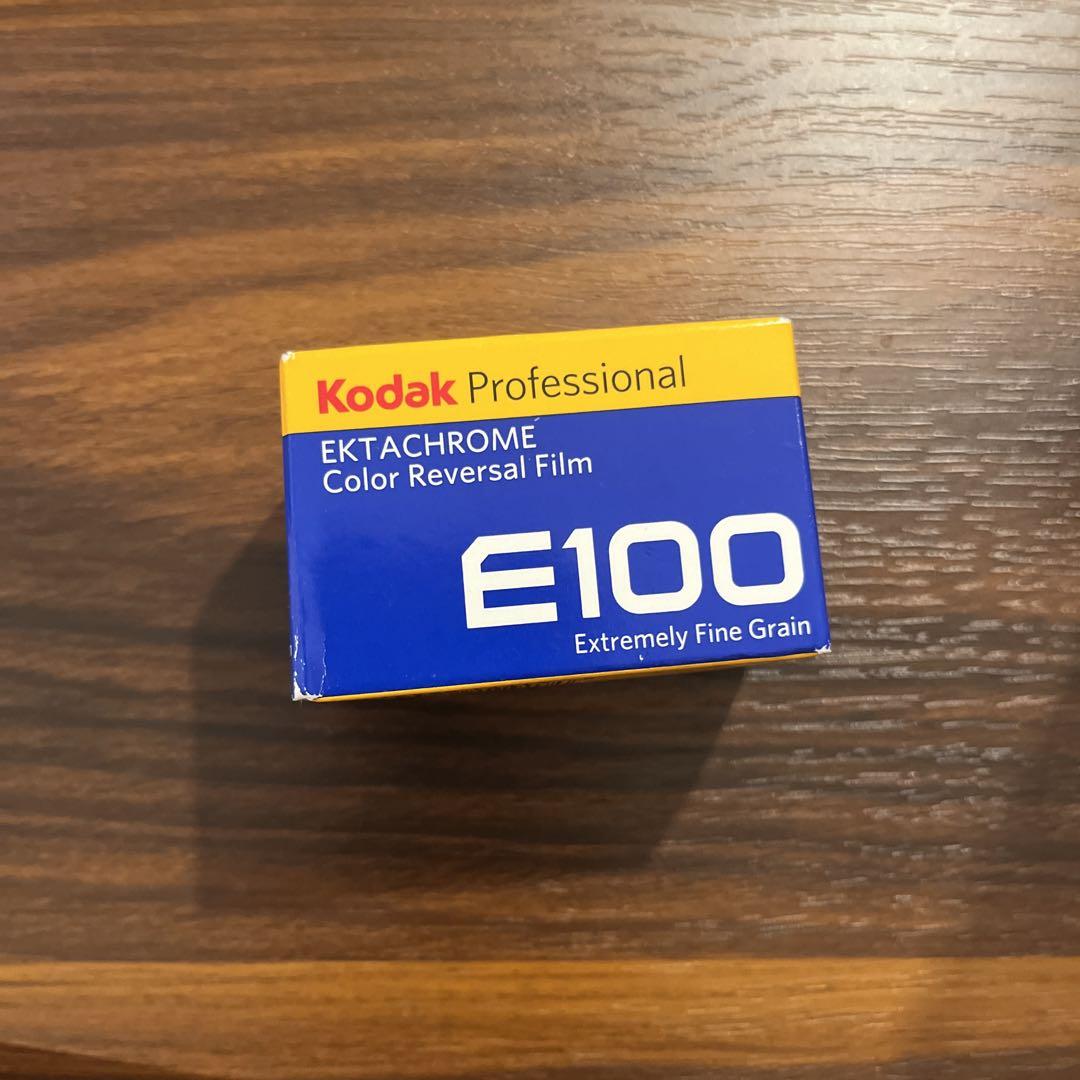 Kodak Professional
EKTACHROME
Color Reversal Film
E100
Extremely Fine Grain